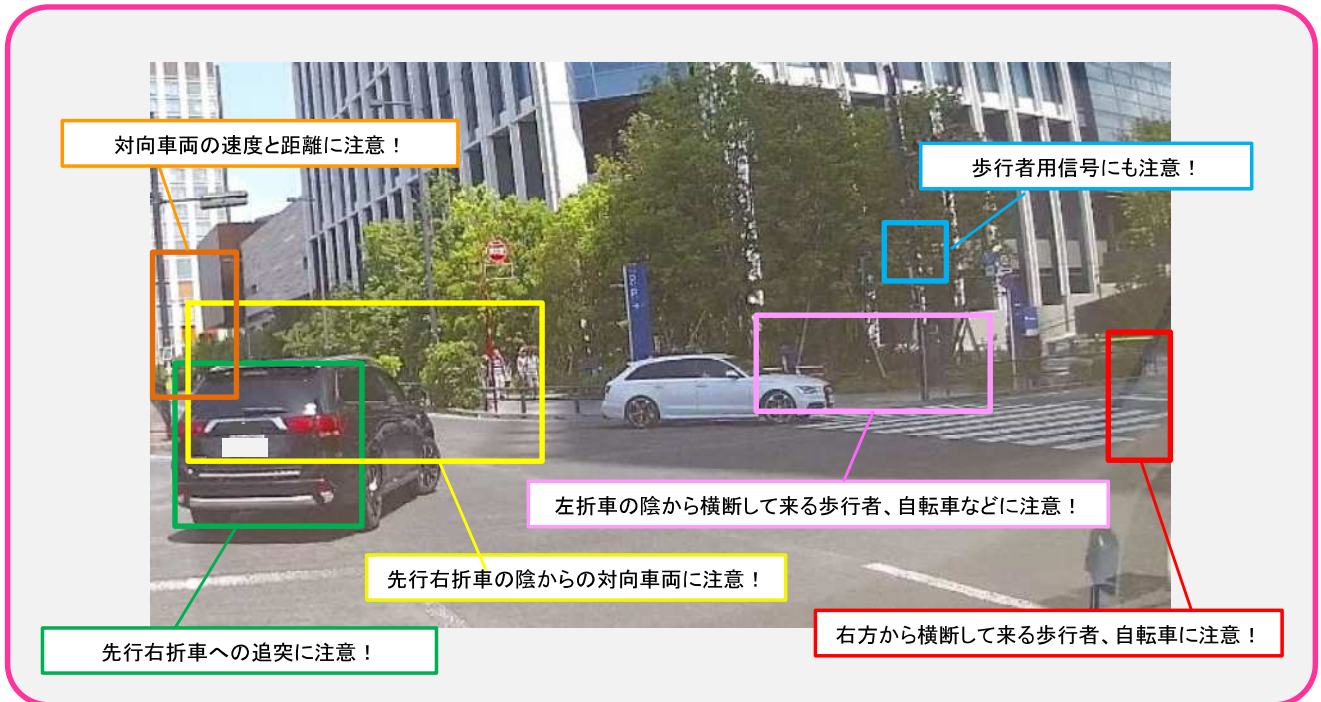 対向車両の速度と距離に注意！
歩行者用信号にも注意！
左折車の陰から横断して来る歩行者、自転車などに注意！
先行右折車の陰からの対向車両に注意！
右方から横断して来る歩行者、自転車に注意！
先行右折車への追突に注意！